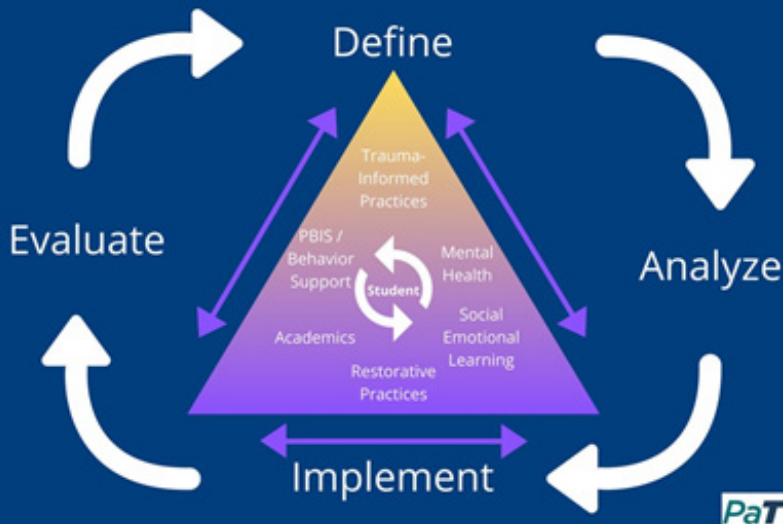 Define
Trauma-
Informed
Practices
PBIS /
Behavior
Support
Mental
Health
Student
Academics
Social
Emotional
Learning
Restorative
Practices
Evaluate
Analyze
Implement
PaT